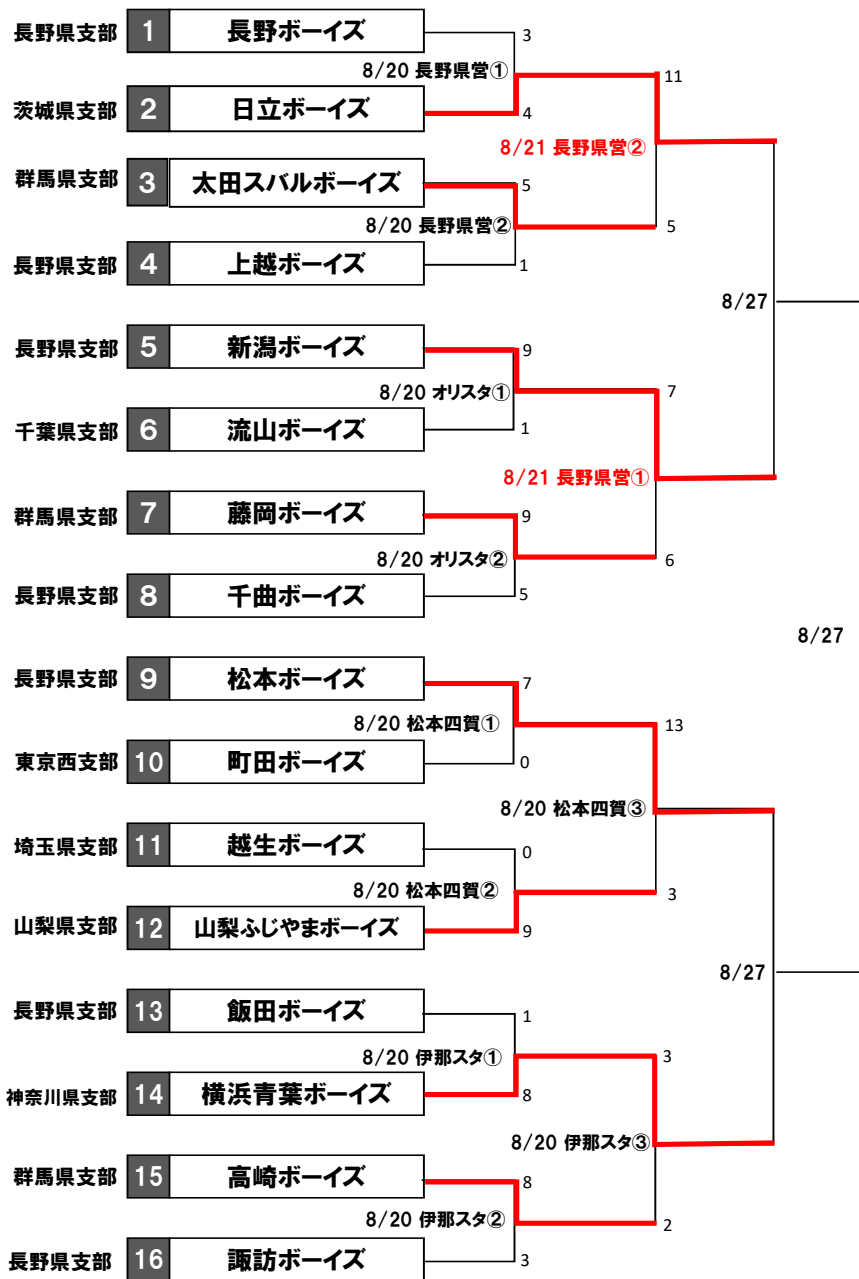 長野県支部 1 長野ボーイズ 3
8/20 長野県営① 11
茨城県支部 2 日立ボーイズ 4
8/21 長野県営②
群馬県支部 3 太田スバルボーイズ 5
8/20 長野県営② 5
長野県支部 4 上越ボーイズ 1
8/27
長野県支部 5 新潟ボーイズ 9
8/20 オリスタ① 7
千葉県支部 6 流山ボーイズ 1
8/21 長野県営①
群馬県支部 7 藤岡ボーイズ 9
8/20 オリスタ② 6
長野県支部 8 千曲ボーイズ 5
8/27
長野県支部 9 松本ボーイズ 7
8/20 松本四賀① 13
東京西支部 10 町田ボーイズ 0
8/20 松本四賀③
埼玉県支部 11 越生ボーイズ 0
8/20 松本四賀② 3
山梨県支部 12 山梨ふじやまボーイズ 9
8/27
長野県支部 13 飯田ボーイズ 1
8/20 伊那スタ① 3
神奈川県支部 14 横浜青葉ボーイズ 8
8/20 伊那スタ③
群馬県支部 15 高崎ボーイズ 8
8/20 伊那スタ② 2
長野県支部 16 諏訪ボーイズ 3